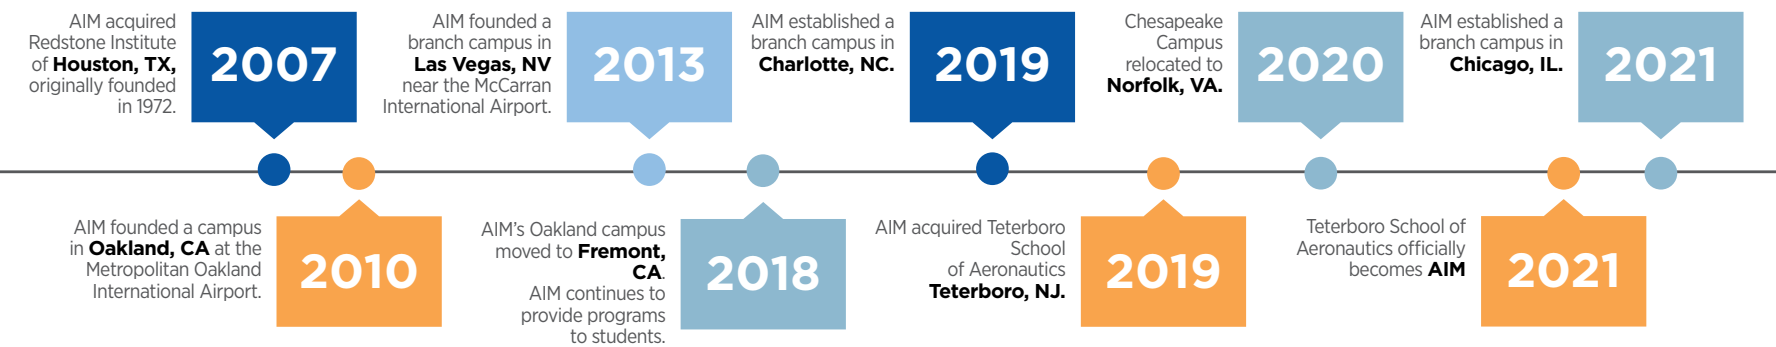 AIM acquired
Redstone Institute
of Houston, TX,
originally founded
in 1972.
2007
AIM founded a campus
in Oakland, CA at the
Metropolitan Oakland
International Airport.
2010
AIM founded a
branch campus in
Las Vegas, NV
near the McCarran
International Airport.
2013
AIM's Oakland campus
moved to Fremont,
CA.
AIM continues to
provide programs
to students.
2018
AIM established a
branch campus in
Charlotte, NC.
2019
AIM acquired Teterboro
School
of Aeronautics
Teterboro, NJ.
2019
Chesapeake
Campus
relocated to
Norfolk, VA.
2020
Teterboro School of
Aeronautics officially
becomes AIM
2021
AIM established a
branch campus in
Chicago, IL.
2021